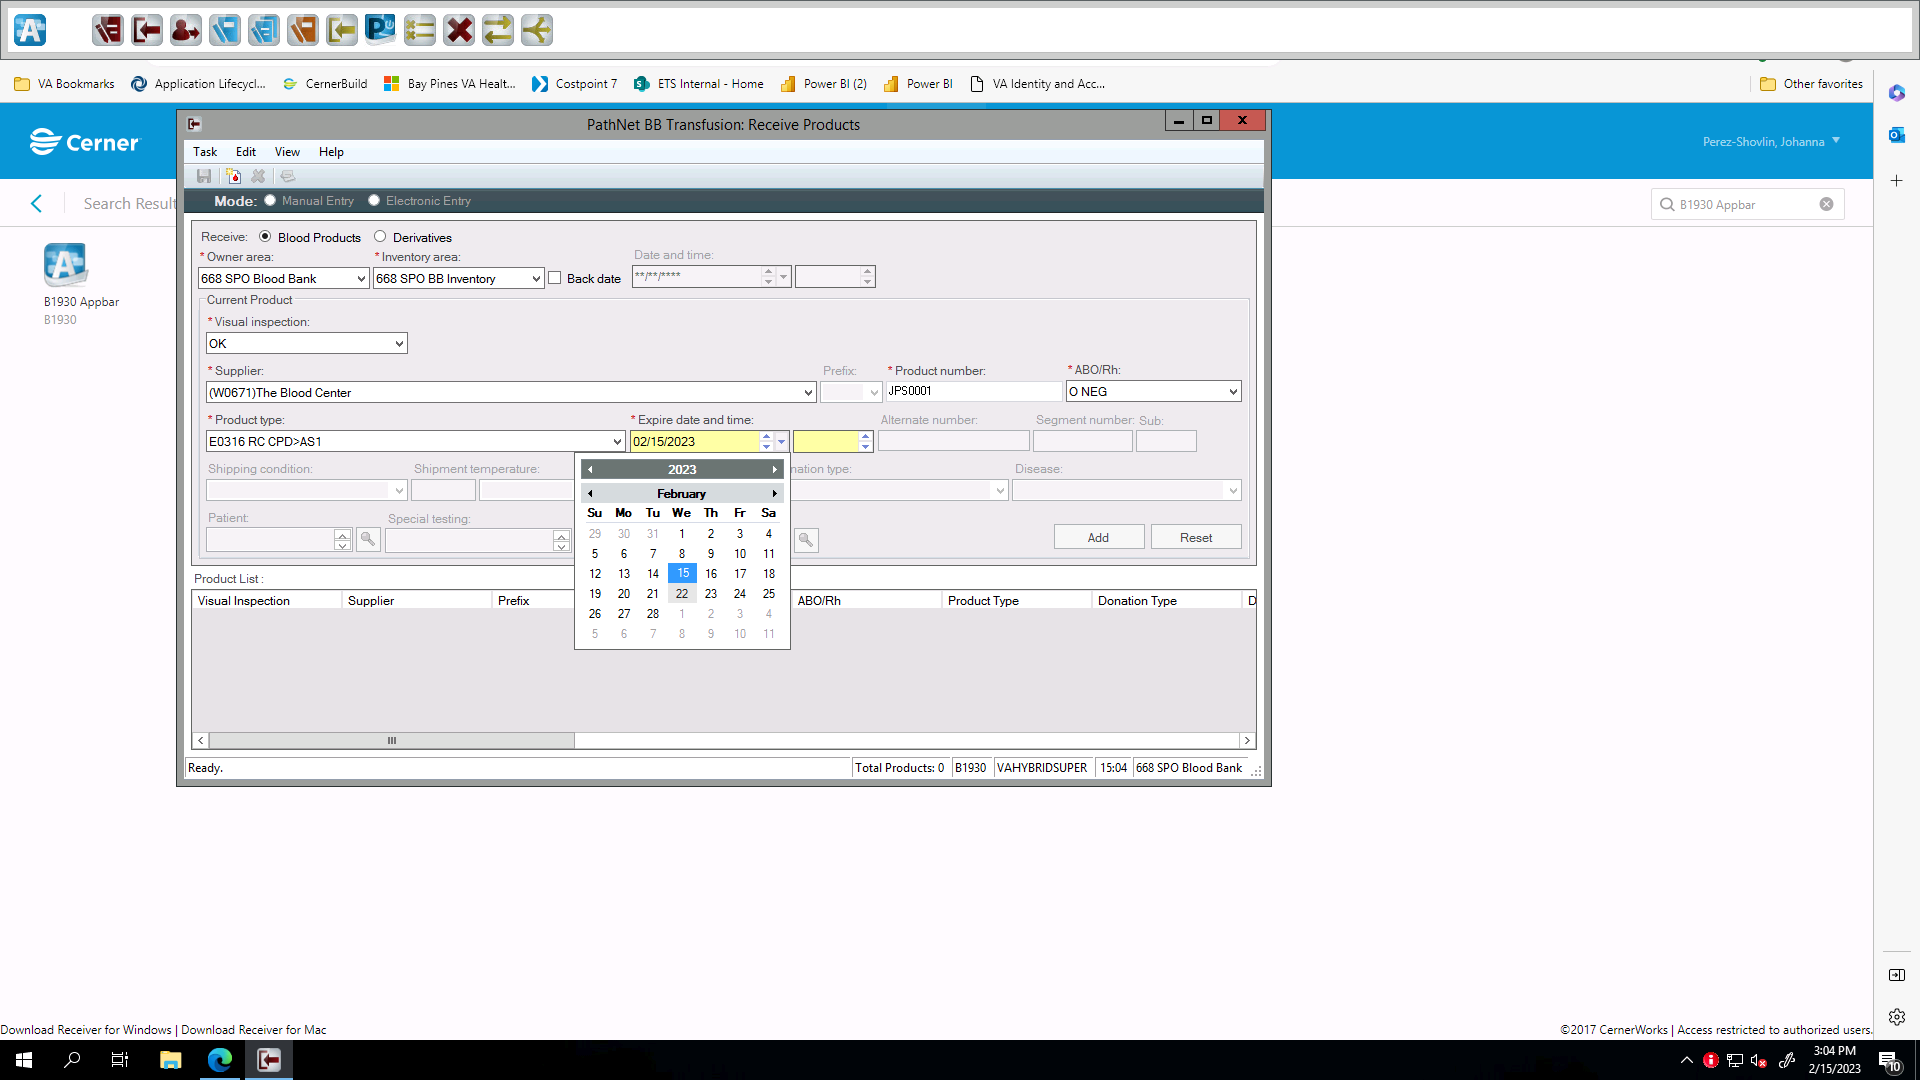 VA Bookmarks
Application Lifecycl...
CernerBuild
Bay Pines VA Healt...
Costpoint 7
ETS Internal - Home
Power BI (2)
Power BI
VA Identity and Acc...
Other favorites
Cerner
Perez-Shovlin, Johanna
Search Result
B1930 Appbar
B1930 Appbar
B1930
PathNet BB Transfusion: Receive Products
Task Edit View Help
Mode: Manual Entry Electronic Entry
Receive: Blood Products Derivatives
*Owner area: *Inventory area: Date and time:
668 SPO Blood Bank 668 SPO BB Inventory Back date **/**/****
Current Product
*Visual inspection:
OK
*Supplier: Prefix: *Product number: *ABO/Rh:
(W0671)The Blood Center JPS0001 O NEG
*Product type: *Expire date and time: Alternate number: Segment number: Sub:
E0316 RC CPD>AS1 02/15/2023
Shipping condition: Shipment temperature: nation type: Disease:
Patient: Special testing:
Add Reset
2023
February
Su Mo Tu We Th Fr Sa
29 30 31 1 2 3 4
5 6 7 8 9 10 11
12 13 14 15 16 17 18
19 20 21 22 23 24 25
26 27 28 1 2 3 4
5 6 7 8 9 10 11
Product List :
Visual Inspection Supplier Prefix ABO/Rh Product Type Donation Type D
Ready. Total Products: 0 B1930 VAHYBRIDSUPER 15:04 668 SPO Blood Bank
Download Receiver for Windows | Download Receiver for Mac
©2017 CernerWorks | Access restricted to authorized users.
3:04 PM
2/15/2023
10